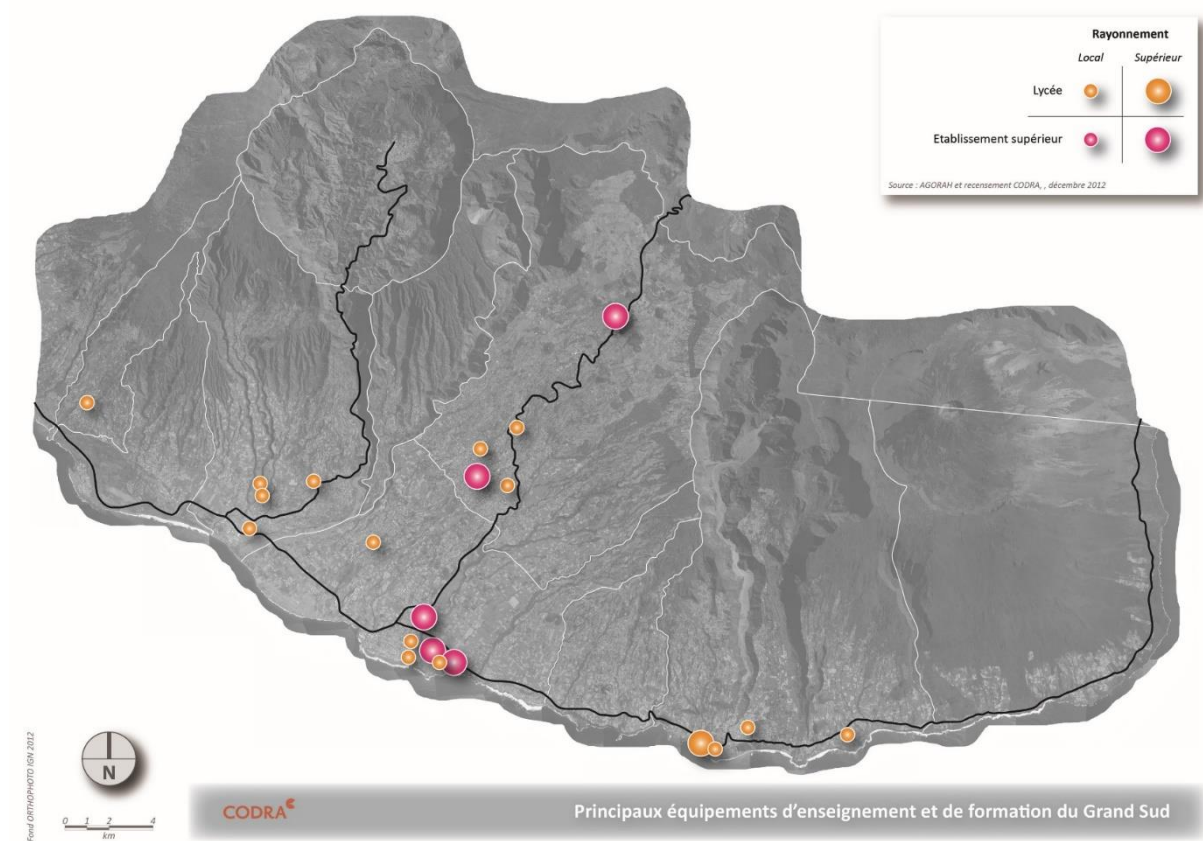 Rayonnement
Local Supérieur
Lycée
Etablissement supérieur
Source : AGORAH et recensement CODRA, , décembre 2012
Fond ORTHOPHOTO IGN 2012
N
0 1 2 4
km
CODRA
Principaux équipements d’enseignement et de formation du Grand Sud